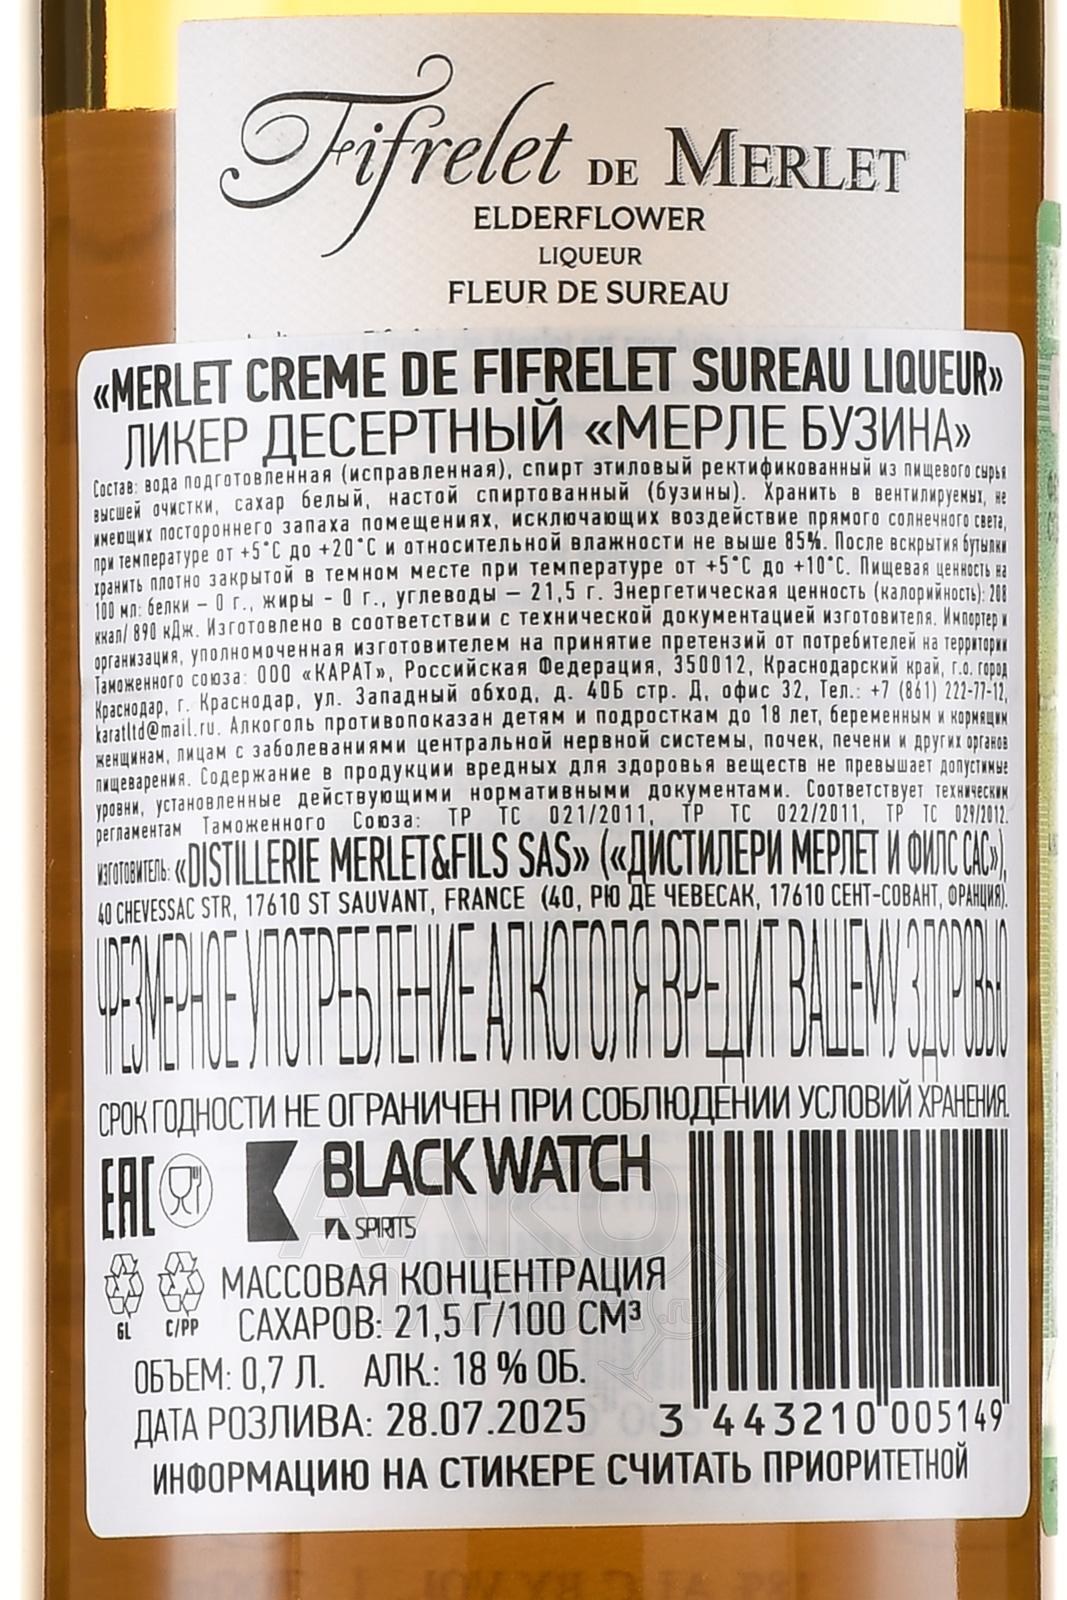 Fifrelet DE MERLET
ELDERFLOWER
LIQUEUR
FLEUR DE SUREAU
«MERLET CREME DE FIFRELET SUREAU LIQUEUR»
ЛИКЕР ДЕСЕРТНЫЙ «МЕРЛЕ БУЗИНА»
Состав: вода подготовленная (исправленная), спирт этиловый ректификованный из пищевого сырья
высшей очистки, сахар белый, настой спиртованный (бузины). Хранить в вентилируемых, не
имеющих постороннего запаха помещениях, исключающих воздействие прямого солнечного света,
при температуре от +5°С до +20°С и относительной влажности не выше 85%. После вскрытия бутылки
хранить плотно закрытой в темном месте при температуре от +5°С до +10°С. Пищевая ценность на
100 мл: белки – 0 г., жиры - 0 г., углеводы – 21,5 г. Энергетическая ценность (калорийность): 208
ккал/ 890 кДж. Изготовлено в соответствии с технической документацией изготовителя. Импортер и
организация, уполномоченная изготовителем на принятие претензий от потребителей на территории
Таможенного союза: ООО «КАРАТ», Российская Федерация, 350012, Краснодарский край, г.о. город
Краснодар, г. Краснодар, ул. Западный обход, д. 40Б стр. Д, офис 32, Тел.: +7 (861) 222-77-12,
karatltd@mail.ru. Алкоголь противопоказан детям и подросткам до 18 лет, беременным и кормящим
женщинам, лицам с заболеваниями центральной нервной системы, почек, печени и других органов
пищеварения. Содержание в продукции вредных для здоровья веществ не превышает допустимые
уровни, установленные действующими нормативными документами. Соответствует техническим
регламентам Таможенного Союза: ТР ТС 021/2011, ТР ТС 022/2011, ТР ТС 029/2012.
ИЗГОТОВИТЕЛЬ: «DISTILLERIE MERLET&FILS SAS» («ДИСТИЛЕРИ МЕРЛЕТ И ФИЛС САС»),
40 CHEVESSAC STR, 17610 ST SAUVANT, FRANCE (40, РЮ ДЕ ЧЕВЕСАК, 17610 СЕНТ-СОВАНТ, ФРАНЦИЯ).
ЧРЕЗМЕРНОЕ УПОТРЕБЛЕНИЕ АЛКОГОЛЯ ВРЕДИТ ВАШЕМУ ЗДОРОВЬЮ
СРОК ГОДНОСТИ НЕ ОГРАНИЧЕН ПРИ СОБЛЮДЕНИИ УСЛОВИЙ ХРАНЕНИЯ.
EAC
BLACK WATCH
SPIRITS
GL C/PP
МАССОВАЯ КОНЦЕНТРАЦИЯ
САХАРОВ: 21,5 Г/100 СМ³
ОБЪЕМ: 0,7 Л. АЛК.: 18 % ОБ.
ДАТА РОЗЛИВА: 28.07.2025
3 443210 005149
ИНФОРМАЦИЮ НА СТИКЕРЕ СЧИТАТЬ ПРИОРИТЕТНОЙ